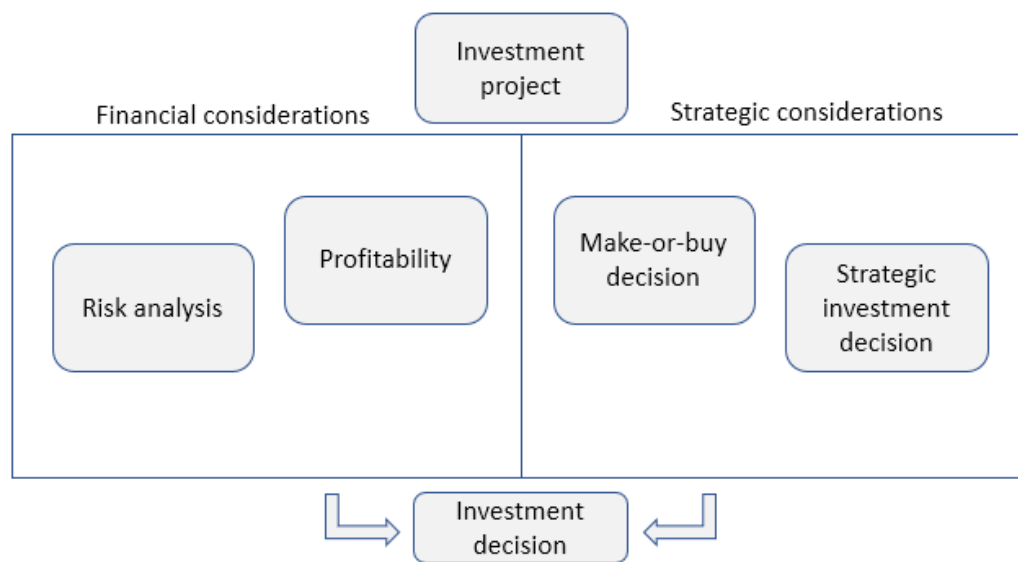 Investment
project
Financial considerations
Strategic considerations
Risk analysis
Profitability
Make-or-buy
decision
Strategic
investment
decision
Investment
decision